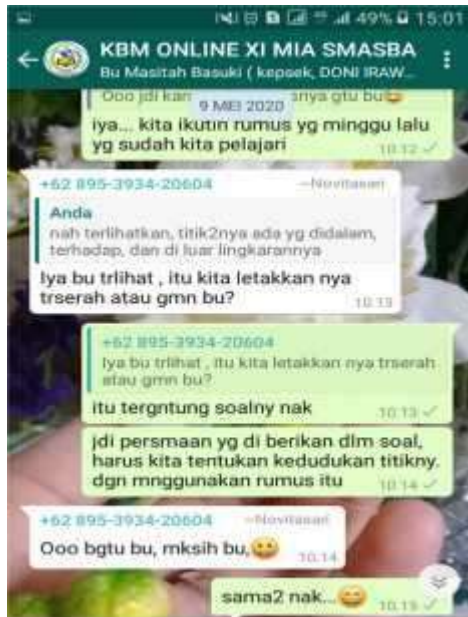 49% 15:01
KBM ONLINE XI MIA SMASBA
Bu Masitah Basuki ( kepsek, DONI IRAW...
Ooo jdi kan snya gtu bu
9 MEI 2020
iya... kita ikutin rumus yg minggu lalu
yg sudah kita pelajari
10.12
+62 895-3934-20604 ~Novitasari
Anda
nah terlihatkan, titik2nya ada yg didalam,
terhadap, dan di luar lingkarannya
Iya bu trlihat , itu kita letakkan nya
trserah atau gmn bu?
10.13
+62 895-3934-20604
Iya bu trlihat , itu kita letakkan nya trserah
atau gmn bu?
itu tergntung soalny nak
10.13
jdi persmaan yg di berikan dlm soal,
harus kita tentukan kedudukan titikny.
dgn mnggunakan rumus itu
10.14
+62 895-3934-20604 ~Novitasari
Ooo bgtu bu, mksih bu,😀
10.14
sama2 nak...😄
10.15